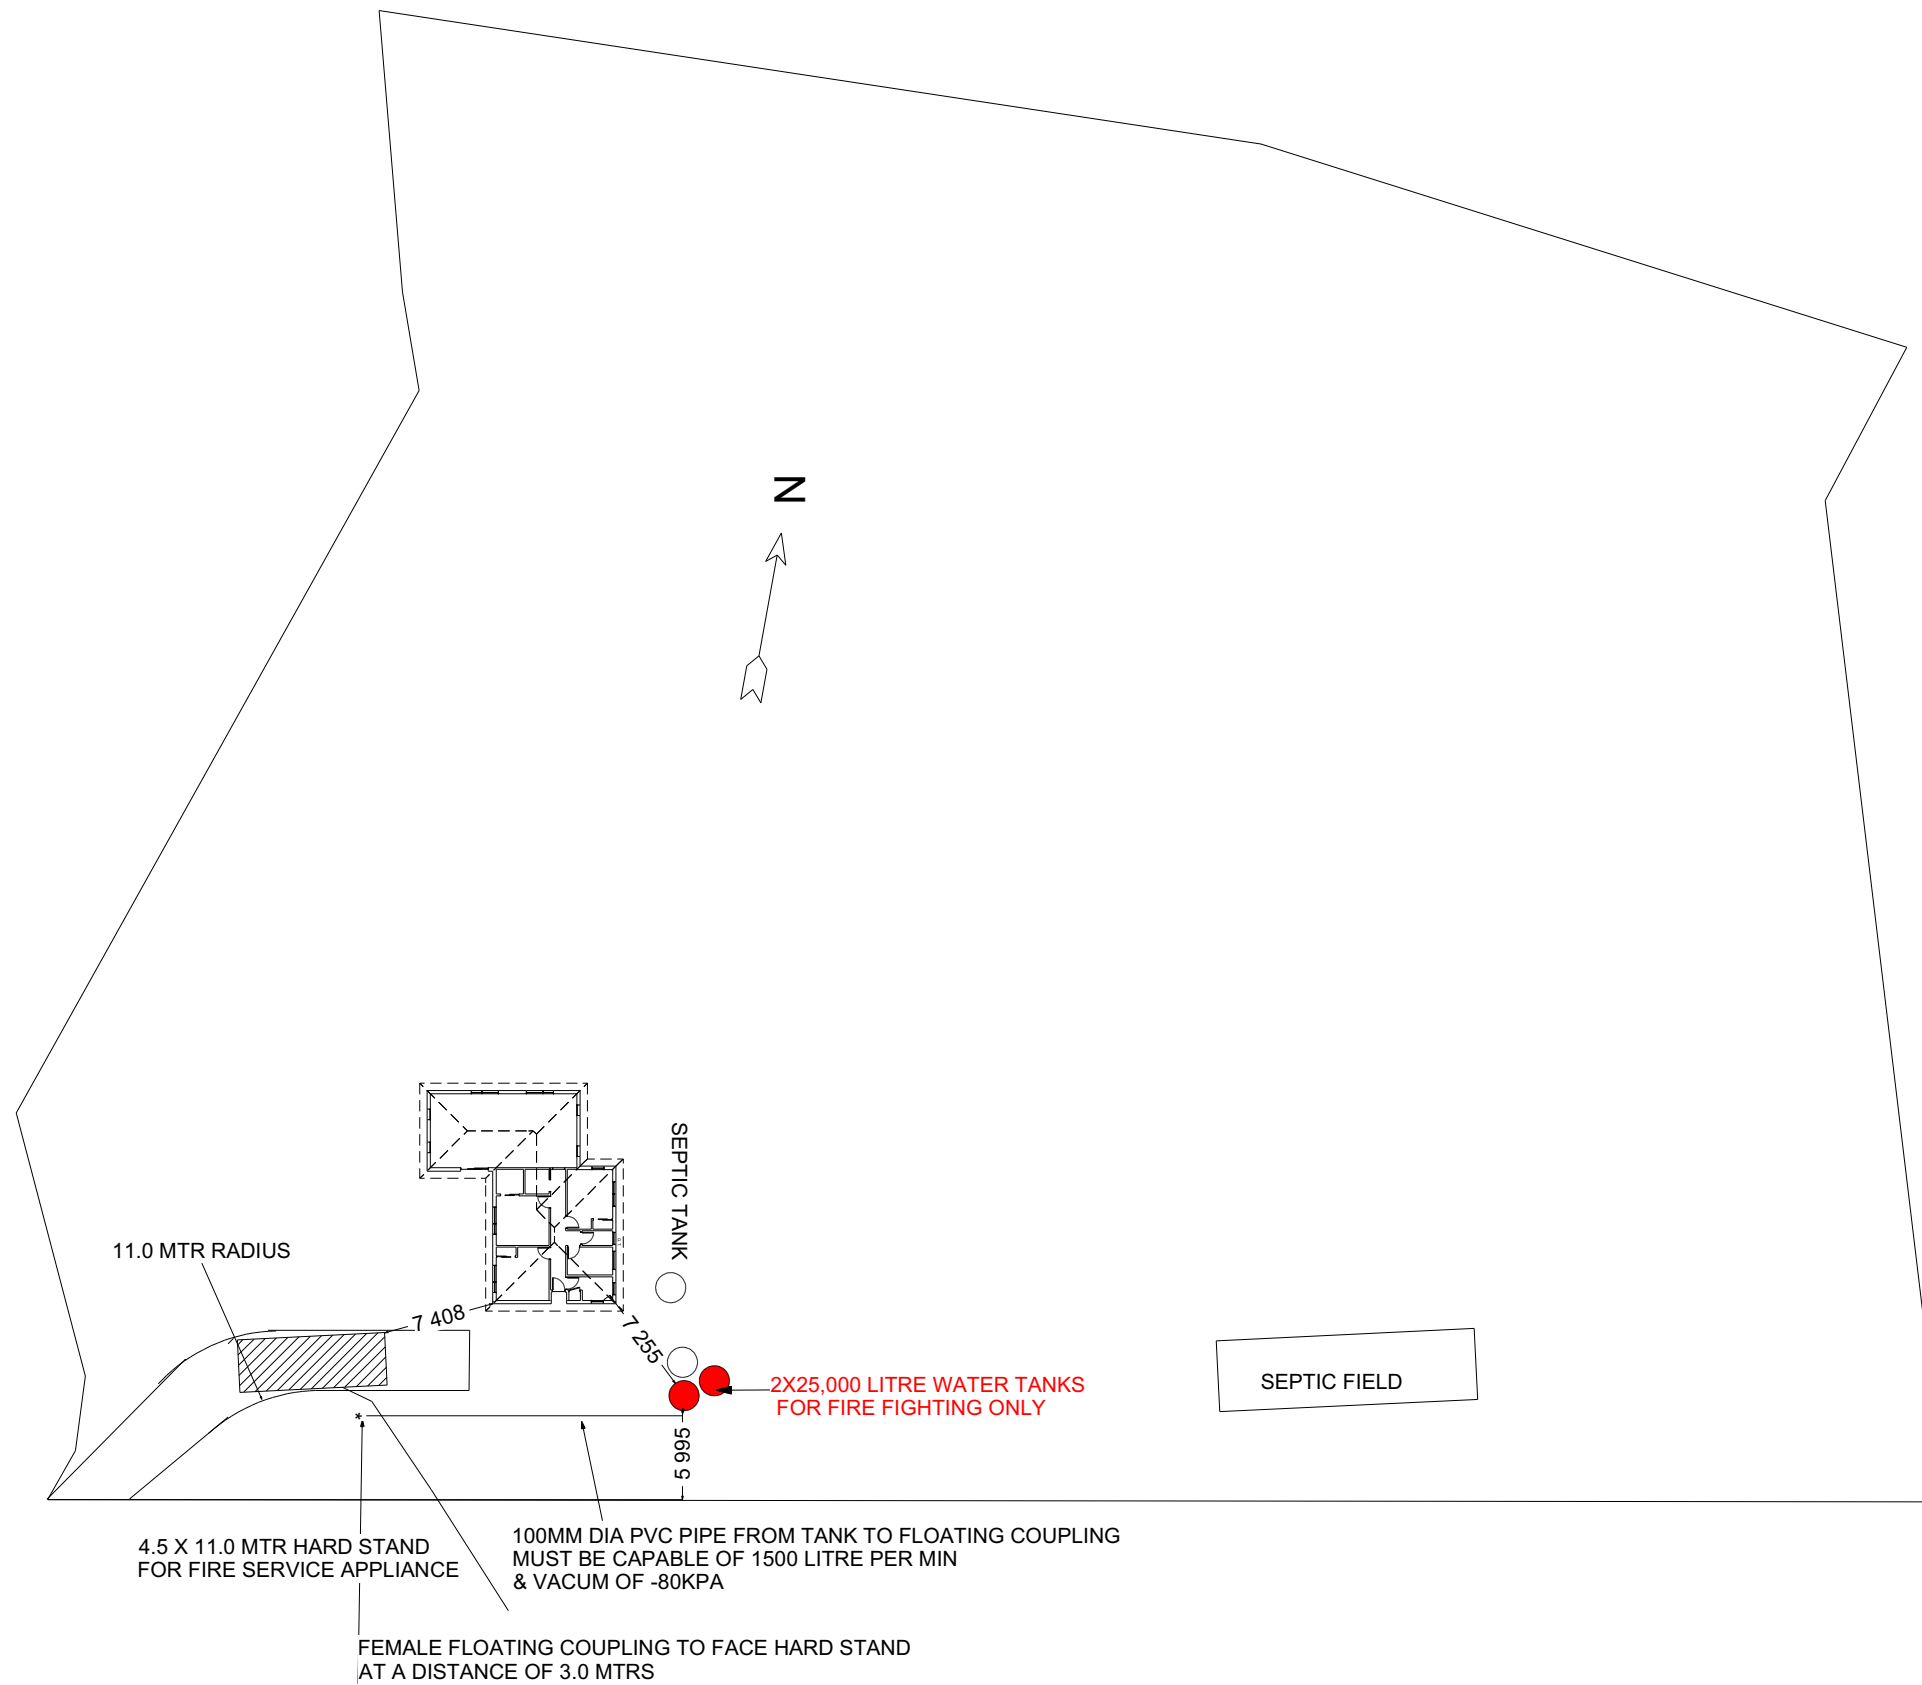 N
SEPTIC TANK
11.0 MTR RADIUS
7 408
7 255
2X25,000 LITRE WATER TANKS
FOR FIRE FIGHTING ONLY
SEPTIC FIELD
5 995
4.5 X 11.0 MTR HARD STAND
FOR FIRE SERVICE APPLIANCE
100MM DIA PVC PIPE FROM TANK TO FLOATING COUPLING
MUST BE CAPABLE OF 1500 LITRE PER MIN
& VACUM OF -80KPA
FEMALE FLOATING COUPLING TO FACE HARD STAND
AT A DISTANCE OF 3.0 MTRS